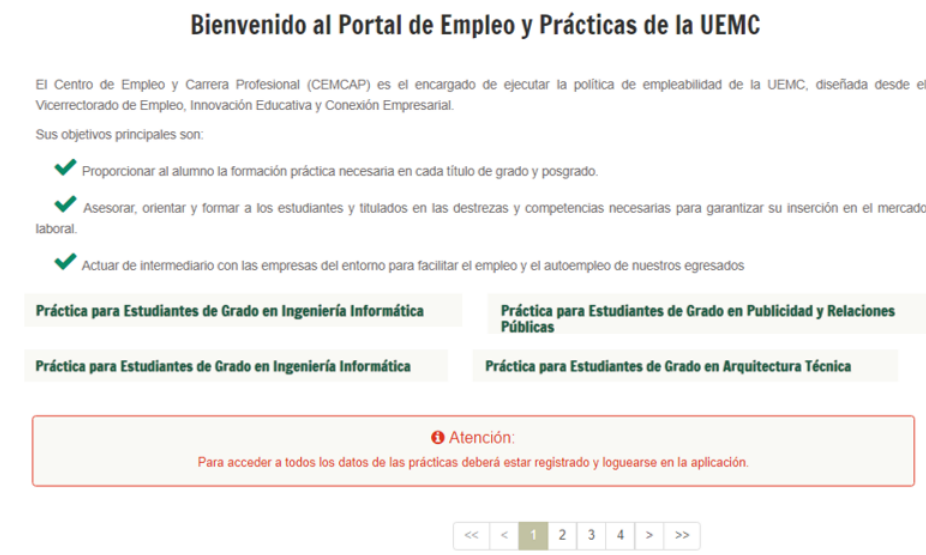 Bienvenido al Portal de Empleo y Prácticas de la UEMC
El Centro de Empleo y Carrera Profesional (CEMCAP) es el encargado de ejecutar la política de empleabilidad de la UEMC, diseñada desde el
Vicerrectorado de Empleo, Innovación Educativa y Conexión Empresarial.
Sus objetivos principales son:
Proporcionar al alumno la formación práctica necesaria en cada título de grado y posgrado.
Asesorar, orientar y formar a los estudiantes y titulados en las destrezas y competencias necesarias para garantizar su inserción en el mercado
laboral.
Actuar de intermediario con las empresas del entorno para facilitar el empleo y el autoempleo de nuestros egresados
Práctica para Estudiantes de Grado en Ingeniería Informática
Práctica para Estudiantes de Grado en Publicidad y Relaciones
Públicas
Práctica para Estudiantes de Grado en Ingeniería Informática
Práctica para Estudiantes de Grado en Arquitectura Técnica
Atención:
Para acceder a todos los datos de las prácticas deberá estar registrado y loguearse en la aplicación.
<< < 1 2 3 4 > >>